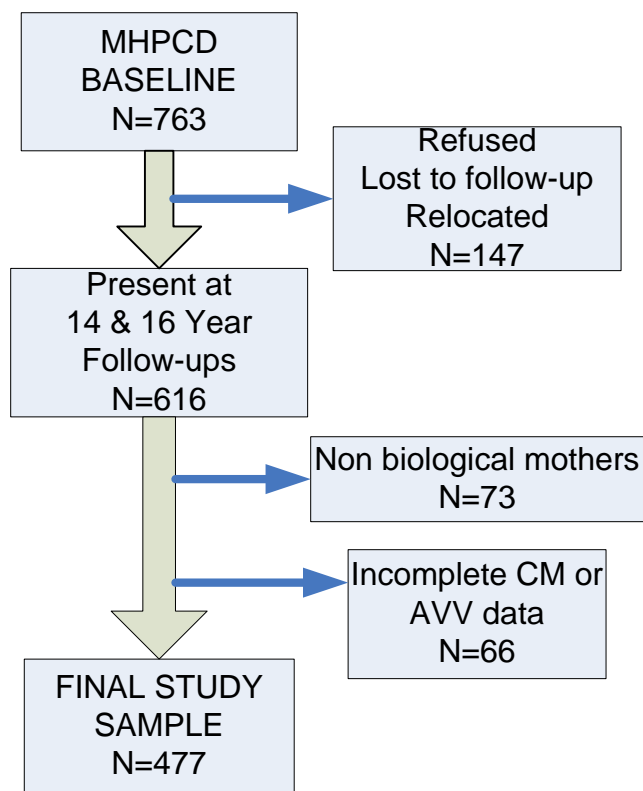 MHPCD
BASELINE
N=763
Refused
Lost to follow-up
Relocated
N=147
Present at
14 & 16 Year
Follow-ups
N=616
Non biological mothers
N=73
Incomplete CM or
AVV data
N=66
FINAL STUDY
SAMPLE
N=477